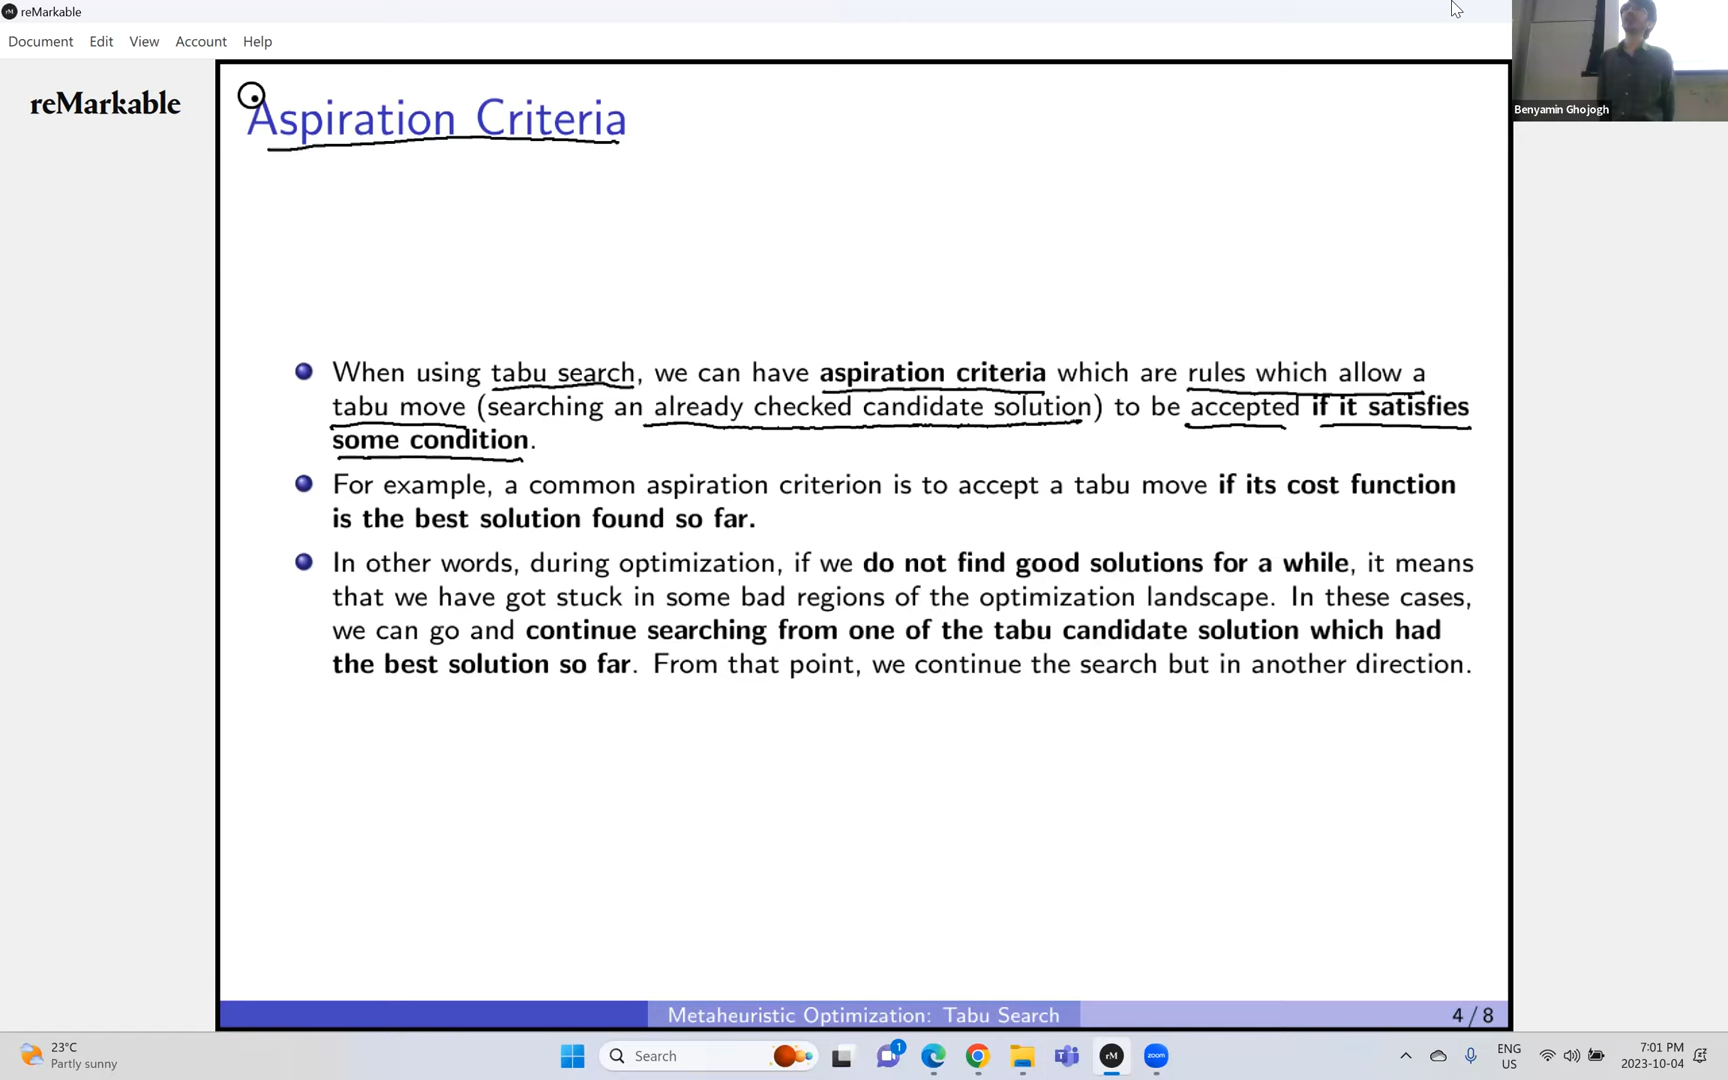 reMarkable
Document Edit View Account Help
reMarkable
Benyamin Ghojogh
Aspiration Criteria
When using tabu search, we can have aspiration criteria which are rules which allow a
tabu move (searching an already checked candidate solution) to be accepted if it satisfies
some condition.
For example, a common aspiration criterion is to accept a tabu move if its cost function
is the best solution found so far.
In other words, during optimization, if we do not find good solutions for a while, it means
that we have got stuck in some bad regions of the optimization landscape. In these cases,
we can go and continue searching from one of the tabu candidate solution which had
the best solution so far. From that point, we continue the search but in another direction.
Metaheuristic Optimization: Tabu Search 4 / 8
23°C
Partly sunny
Search
1
rM
zoom
ENG
US
7:01 PM
2023-10-04